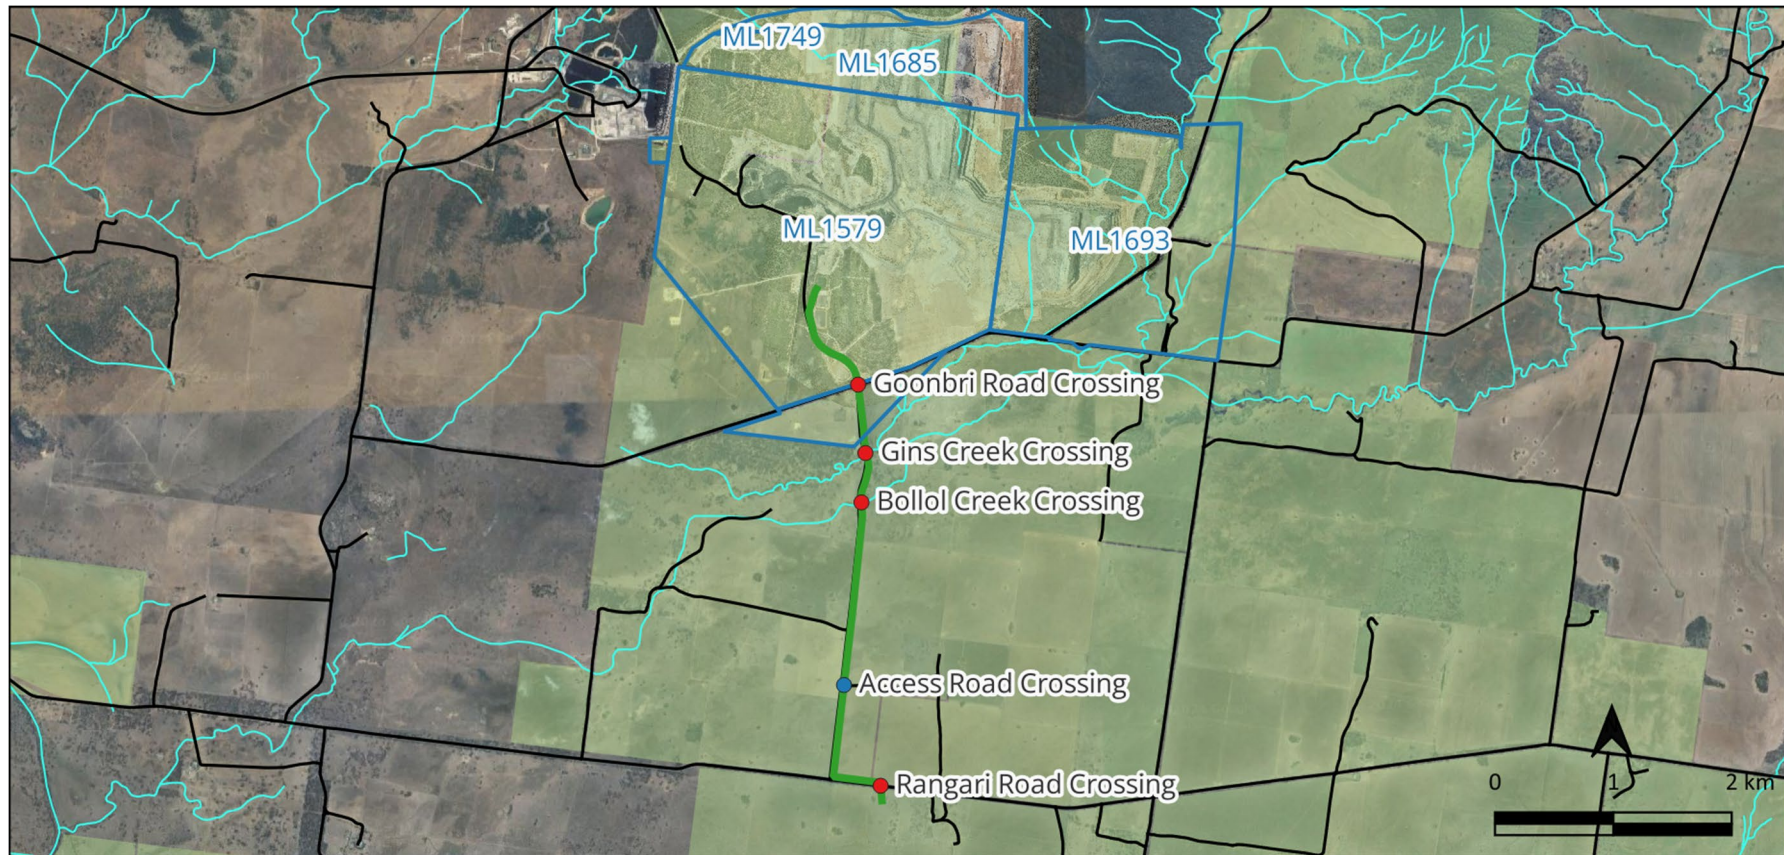 ML1749
ML1685
ML1579
ML1693
Goonbri Road Crossing
Gins Creek Crossing
Bollol Creek Crossing
Access Road Crossing
Rangari Road Crossing
0 1 2 km